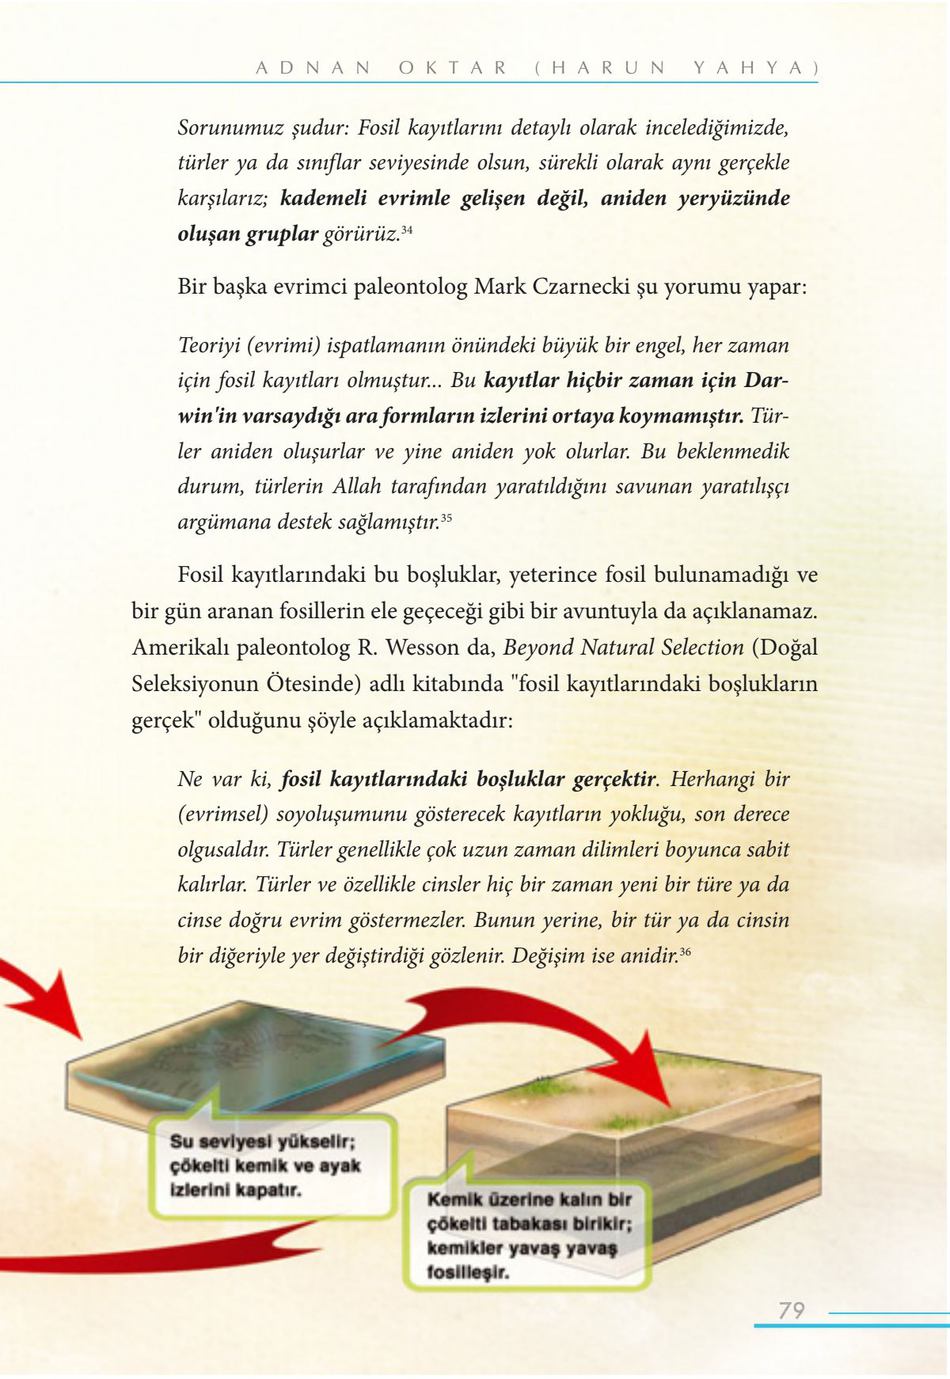 ADNAN OKTAR (HARUN YAHYA)
Sorunumuz şudur: Fosil kayıtlarını detaylı olarak incelediğimizde,
türler ya da sınıflar seviyesinde olsun, sürekli olarak aynı gerçekle
karşılarız; kademeli evrimle gelişen değil, aniden yeryüzünde
oluşan gruplar görürüz.34
Bir başka evrimci paleontolog Mark Czarnecki şu yorumu yapar:
Teoriyi (evrimi) ispatlamanın önündeki büyük bir engel, her zaman
için fosil kayıtları olmuştur... Bu kayıtlar hiçbir zaman için Dar-
win'in varsaydığı ara formların izlerini ortaya koymamıştır. Tür-
ler aniden oluşurlar ve yine aniden yok olurlar. Bu beklenmedik
durum, türlerin Allah tarafından yaratıldığını savunan yaratılışçı
argümana destek sağlamıştır.35
Fosil kayıtlarındaki bu boşluklar, yeterince fosil bulunamadığı ve
bir gün aranan fosillerin ele geçeceği gibi bir avuntuyla da açıklanamaz.
Amerikalı paleontolog R. Wesson da, Beyond Natural Selection (Doğal
Seleksiyonun Ötesinde) adlı kitabında "fosil kayıtlarındaki boşlukların
gerçek" olduğunu şöyle açıklamaktadır:
Ne var ki, fosil kayıtlarındaki boşluklar gerçektir. Herhangi bir
(evrimsel) soyoluşumunu gösterecek kayıtların yokluğu, son derece
olgusaldır. Türler genellikle çok uzun zaman dilimleri boyunca sabit
kalırlar. Türler ve özellikle cinsler hiç bir zaman yeni bir türe ya da
cinse doğru evrim göstermezler. Bunun yerine, bir tür ya da cinsin
bir diğeriyle yer değiştirdiği gözlenir. Değişim ise anidir.36
Su seviyesi yükselir;
çökelti kemik ve ayak
izlerini kapatır.
Kemik üzerine kalın bir
çökelti tabakası birikir;
kemikler yavaş yavaş
fosilleşir.
79